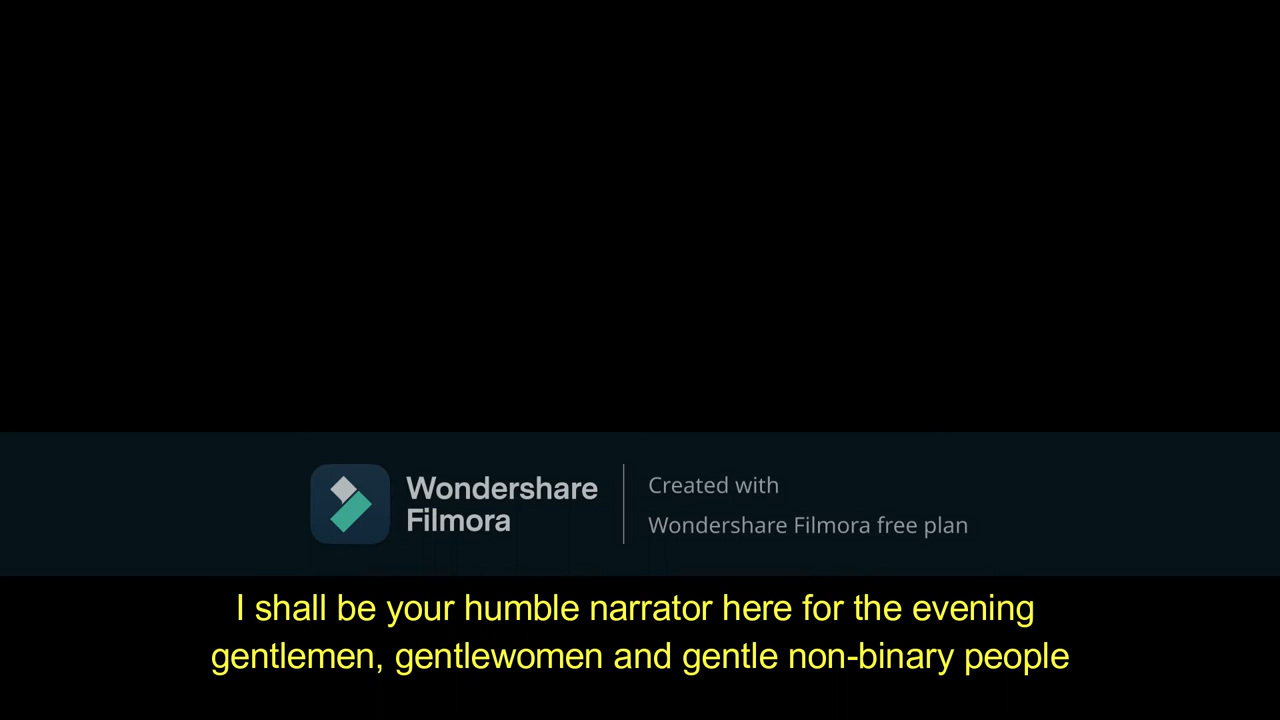 Wondershare
Filmora
Created with
Wondershare Filmora free plan
I shall be your humble narrator here for the evening
gentlemen, gentlewomen and gentle non-binary people